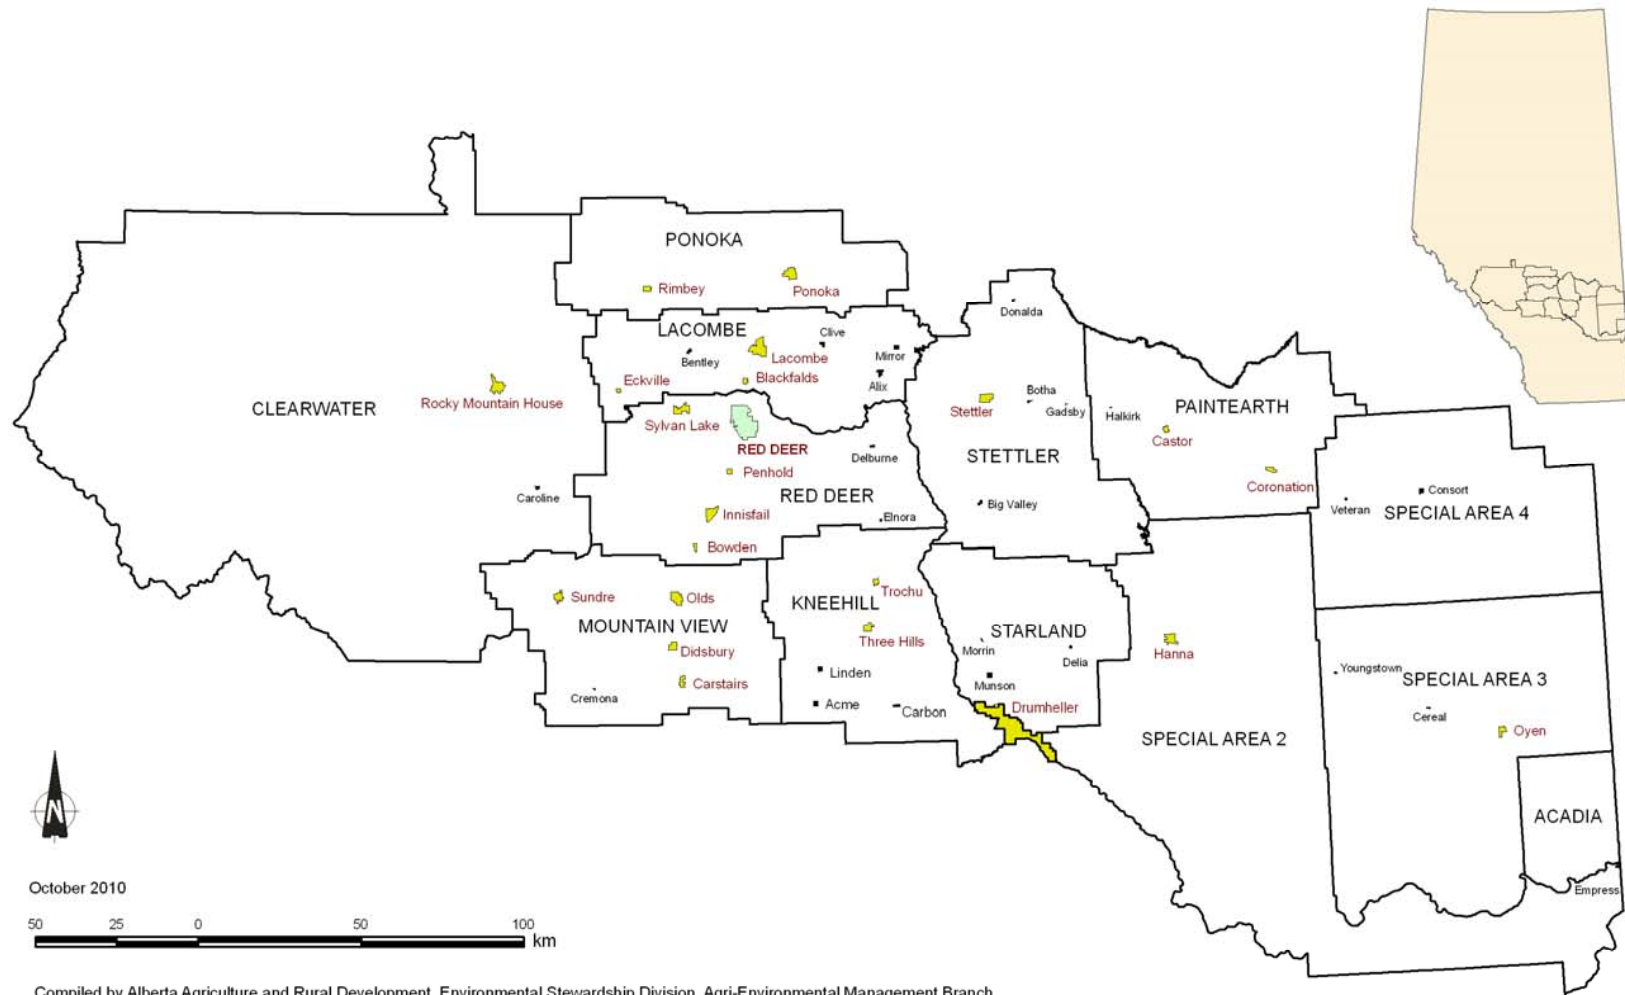 PONOKA
Rimbey
Ponoka
Donalda
LACOMBE
Clive
Bentley
Lacombe
Mirror
Eckville
Blackfalds
Alix
Rocky Mountain House
CLEARWATER
Sylvan Lake
RED DEER
Penhold
Delburne
RED DEER
Caroline
Innisfail
Elnora
Bowden
Stettler
Botha
Gadsby
Halkirk
PAINTEARTH
Castor
STETTLER
Coronation
Big Valley
Veteran
Consort
SPECIAL AREA 4
Sundre
Olds
MOUNTAIN VIEW
Didsbury
Carstairs
Cremona
Trochu
KNEEHILL
Three Hills
Linden
Acme
Carbon
STARLAND
Morrin
Delia
Munson
Drumheller
Hanna
SPECIAL AREA 2
Youngstown
SPECIAL AREA 3
Cereal
Oyen
ACADIA
Empress
N
October 2010
50 25 0 50 100
km
Compiled by Alberta Agriculture and Rural Development, Environmental Stewardship Division, Agri-Environmental Management Branch